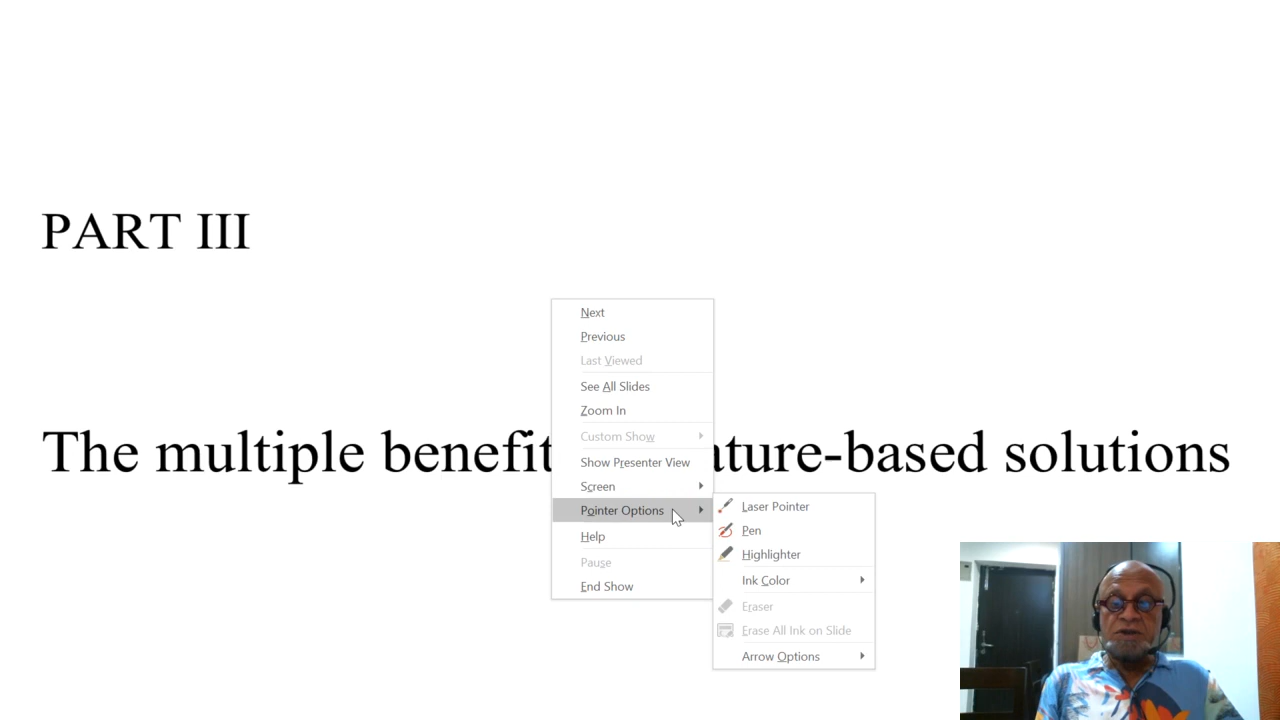 PART III
The multiple benefit ature-based solutions
Next
Previous
Last Viewed
See All Slides
Zoom In
Custom Show
Show Presenter View
Screen
Pointer Options
Help
Pause
End Show
Laser Pointer
Pen
Highlighter
Ink Color
Eraser
Erase All Ink on Slide
Arrow Options